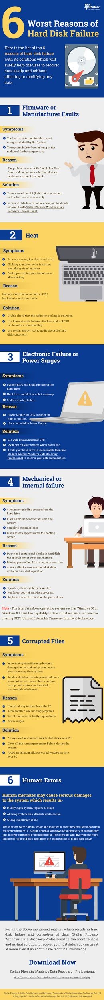 Stellar
DATA RECOVERY
6
Worst Reasons of
Hard Disk Failure
Here is the list of top 6
reasons of hard disk failure
with its solutions which will
surely help the user to recover
data easily and without
affecting or modifying any
data.
1
Firmware or
Manufacturer Faults
Symptoms
The hard disk is undetectable or not
recognized at all by the System.
The system fails to boot or hang in the
middle of the booting process.
Reason
The problem occurs with Brand New Hard
Disk as Manufactures sold Hard disks to
customers without testing it.
Solution
Users can ask for RA (Return Authorization)
as the disk is still in warranty.
In case of data loss from the corrupted hard disk,
recover it with Stellar Phoenix Windows Data
Recovery - Professional.
2
Heat
Symptoms
Fans are moving too slow or not at all
Clicking sounds or noise is arising
from the system hardware
Desktop or Laptop gets heated soon
after starting
Reason
Improper Ventilation or fault in CPU
fan leads to hard disk crash.
Solution
Double check that the sufficient cooling is delivered.
Use thermal paste between the heat sinks of CPU
fan to make it run smoothly
Use Stellar SMART tool to notify about the hard
disk conditions.
3
Electronic Failure or
Power Surges
Symptoms
System BIOS will unable to detect the
hard drive
Hard drive couldn't be able to spin up
Sudden startup failure
Reason
Power Supply for UPS is either too
high or too low.
Use of unreliable Power Source
Solution
Use well-known brand of UPS.
Switched off your system when not in use
If still, your hard drive is inaccessible then use
Stellar Phoenix Windows Data Recovery
Professional to recover your data immediately.
4
Mechanical or
Internal failure
Symptoms
Clicking or grinding sounds from the
hard drive
Files & Folders become invisible and
corrupt.
Complete system freezes
Black screen appears after the booting
screen
Reason
Due to bad sectors and blocks in hard disk,
the spindle motor stops functioning.
Moving parts of hard drive degrade over time.
A virus attack can erase hard disk data
and alter hard disk operation
Solution
Update system regularly or weekly.
Run latest copy of antivirus program.
Replace the hard drive after 3-4 years of use
Note - The latest Windows operating system such as Windows 10 or
Windows 8.1 have the capability to detect that malware and remove
it using UEFI (Unified Extensible Firmware Interface) technology.
5
Corrupted Files
Symptoms
Important system files may become
damaged or corrupt and prevent users
from accessing their system.
Sudden shutdown due to power failure or
force restart can cause files to become
corrupt and make your hard disk
inaccessible whatsoever.
Reason
Unethical way to shut down the PC
Accidentally close running programs
Use of malicious or faulty applications
Power surges
Solution
Always use the standard way to shut down your PC
Close all the running programs before closing the
system.
Avoid installing malicious or faulty software into
your PC
6
Human Errors
Human mistakes may cause serious damages
to the system which results in-
Modifying in system registry settings,
Altering system files attribute and location
Wrong installation of OS
These errors were hard to repair and require the most powerful Windows data
recovery software i.e. Stellar Phoenix Windows Data Recovery to scan deeply
and recover corrupted or damaged data. The software will give you one more
chance of restoring files back from the inaccessible or failed hard drive.
For all the above mentioned reasons which results in hard
disk failure and corruption of data, Stellar Phoenix
Windows Data Recovery-Professional is the most reliable
and instant solution to recover your lost data. You can use it
at home even if you don't have technical knowledge.
Download Now
Stellar Phoenix Windows Data Recovery - Professional
https://www.stellarinfo.com/windows-data-recovery-professional.php
Stellar Phoenix & Stellar Data Recovery are Registered Trademarks of Stellar Information Technology Pvt. Ltd.
© Copyright 2017 Stellar Information Technology Pvt. Ltd. All Trademarks Acknowledged